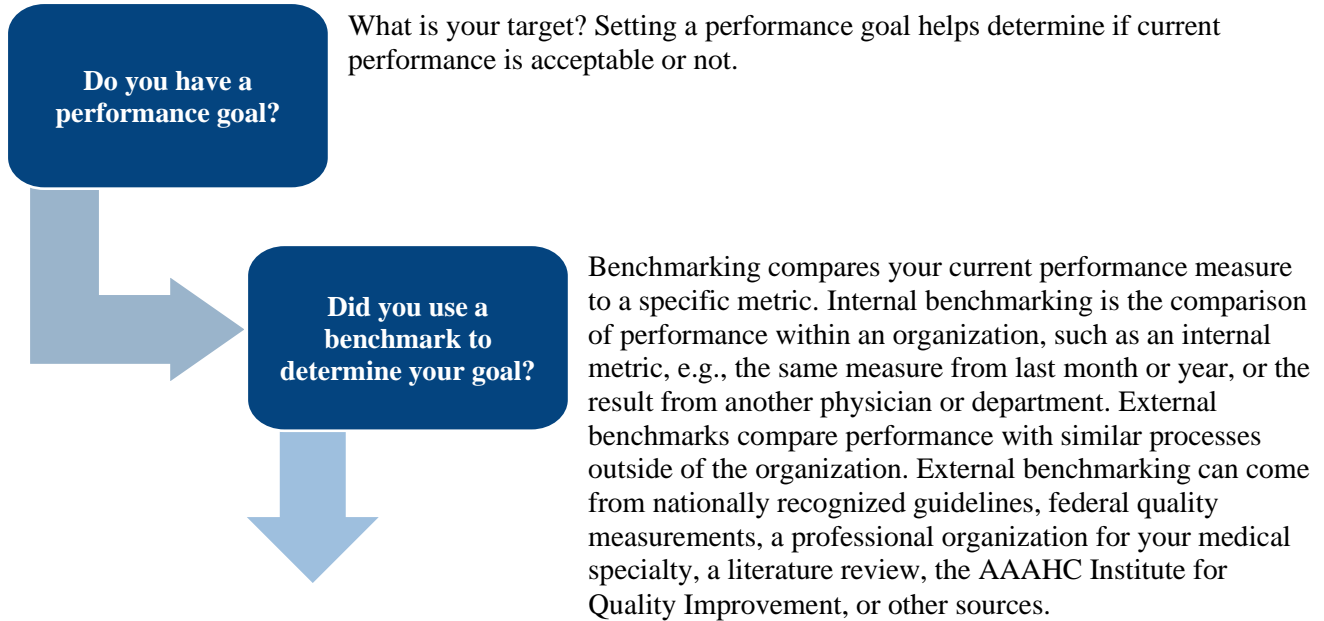 Do you have a
performance goal?
What is your target? Setting a performance goal helps determine if current
performance is acceptable or not.
Did you use a
benchmark to
determine your goal?
Benchmarking compares your current performance measure
to a specific metric. Internal benchmarking is the comparison
of performance within an organization, such as an internal
metric, e.g., the same measure from last month or year, or the
result from another physician or department. External
benchmarks compare performance with similar processes
outside of the organization. External benchmarking can come
from nationally recognized guidelines, federal quality
measurements, a professional organization for your medical
specialty, a literature review, the AAAHC Institute for
Quality Improvement, or other sources.